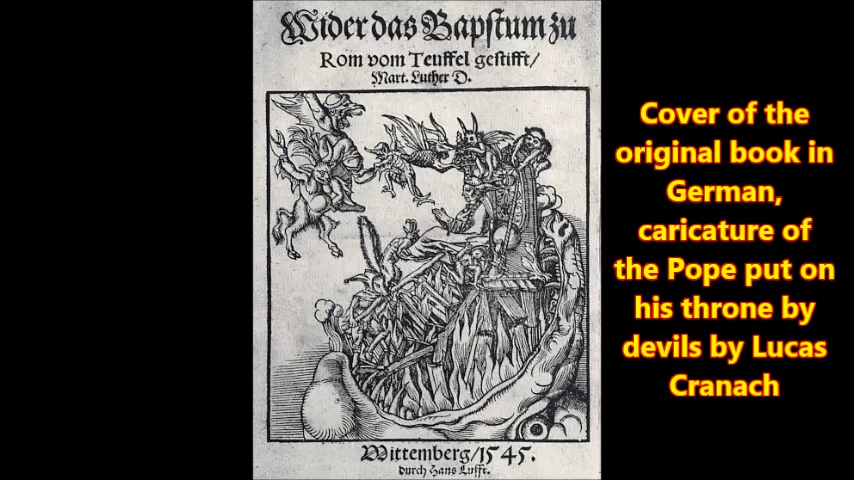 Wider das Bapstum zu
Rom vom Teuffel gestifft/
Mart. Luther D.
Wittemberg/1545.
durch Hans Lufft.
Cover of the
original book in
German,
caricature of
the Pope put on
his throne by
devils by Lucas
Cranach